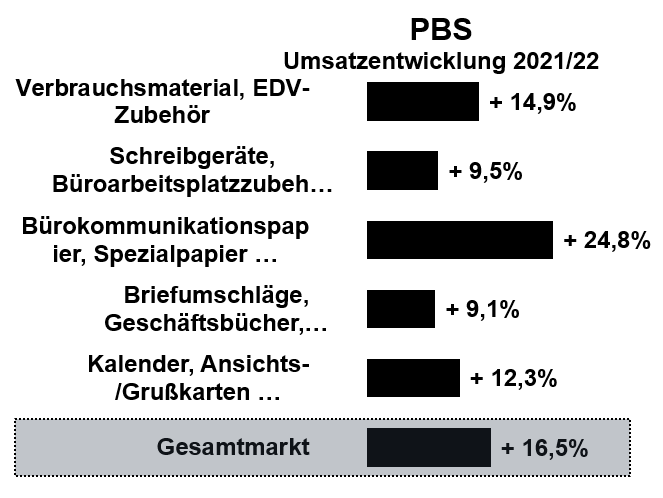 PBS
Umsatzentwicklung 2021/22
Verbrauchsmaterial, EDV-
Zubehör
+ 14,9%
Schreibgeräte,
Büroarbeitsplatzzubeh…
+ 9,5%
Bürokommunikationspap
ier, Spezialpapier …
+ 24,8%
Briefumschläge,
Geschäftsbücher,…
+ 9,1%
Kalender, Ansichts-
/Grußkarten …
+ 12,3%
Gesamtmarkt
+ 16,5%